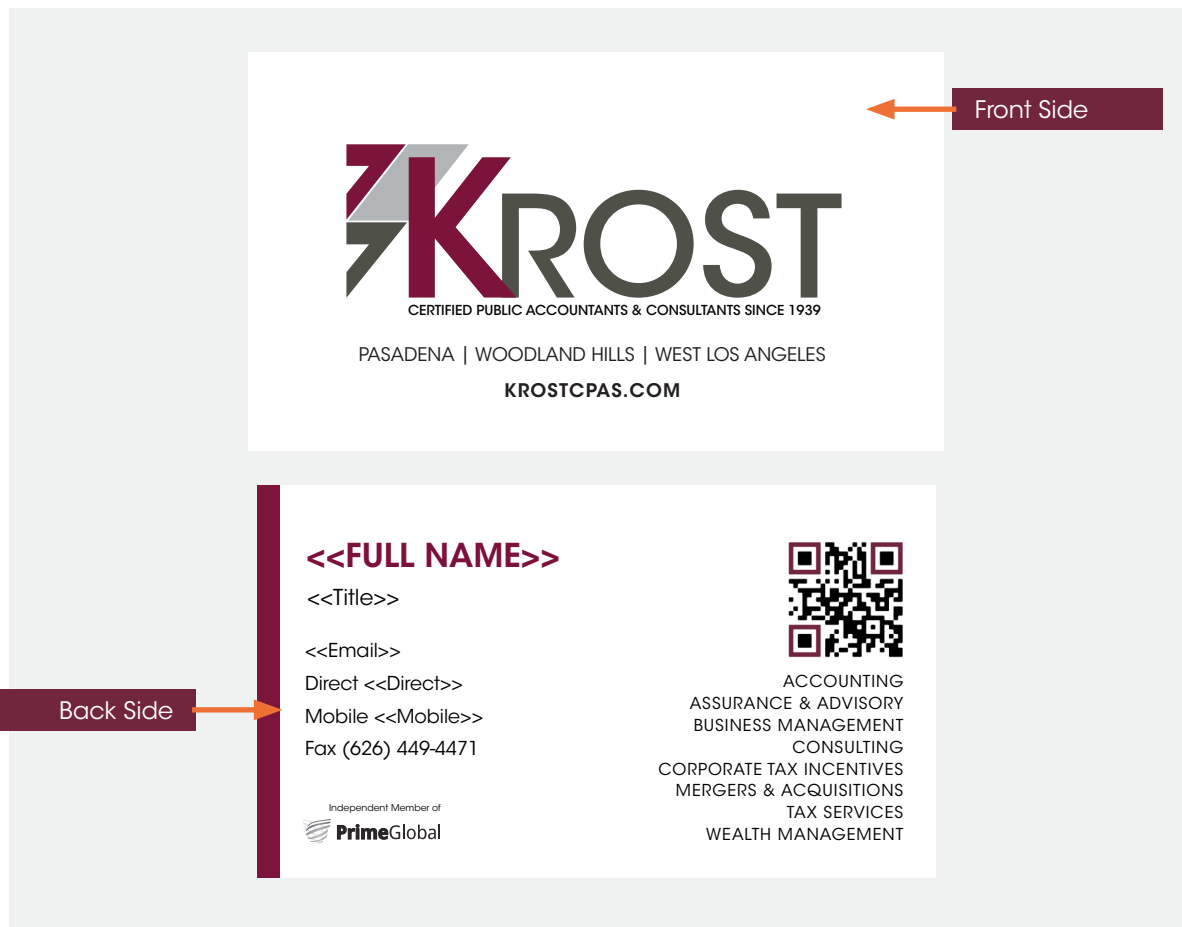 Front Side
KROST
CERTIFIED PUBLIC ACCOUNTANTS & CONSULTANTS SINCE 1939
PASADENA | WOODLAND HILLS | WEST LOS ANGELES
KROSTCPAS.COM
Back Side
<<FULL NAME>>
<<Title>>
<<Email>>
Direct <<Direct>>
Mobile <<Mobile>>
Fax (626) 449-4471
Independent Member of
PrimeGlobal
ACCOUNTING
ASSURANCE & ADVISORY
BUSINESS MANAGEMENT
CONSULTING
CORPORATE TAX INCENTIVES
MERGERS & ACQUISITIONS
TAX SERVICES
WEALTH MANAGEMENT